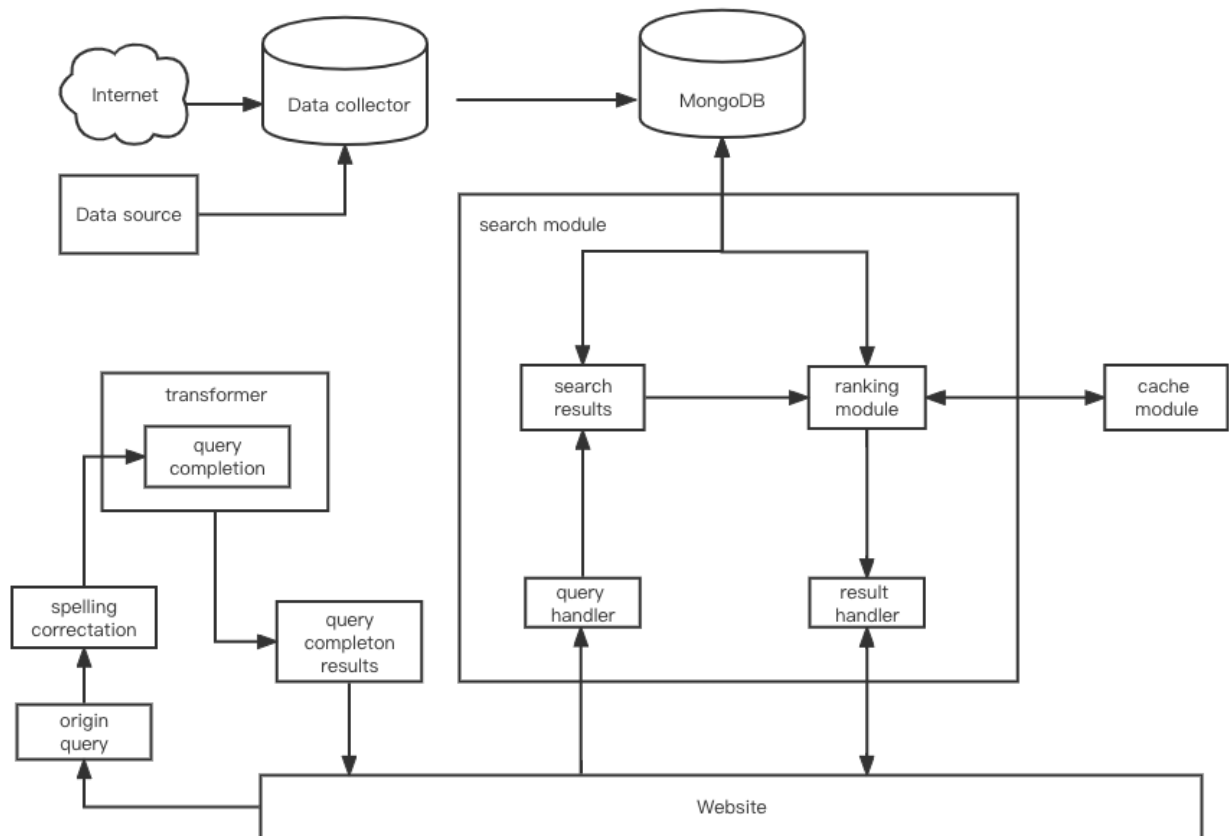 Internet
Data collector
MongoDB
Data source
search module
transformer
query
completion
search
results
ranking
module
cache
module
spelling
correctation
query
completon
results
query
handler
result
handler
origin
query
Website